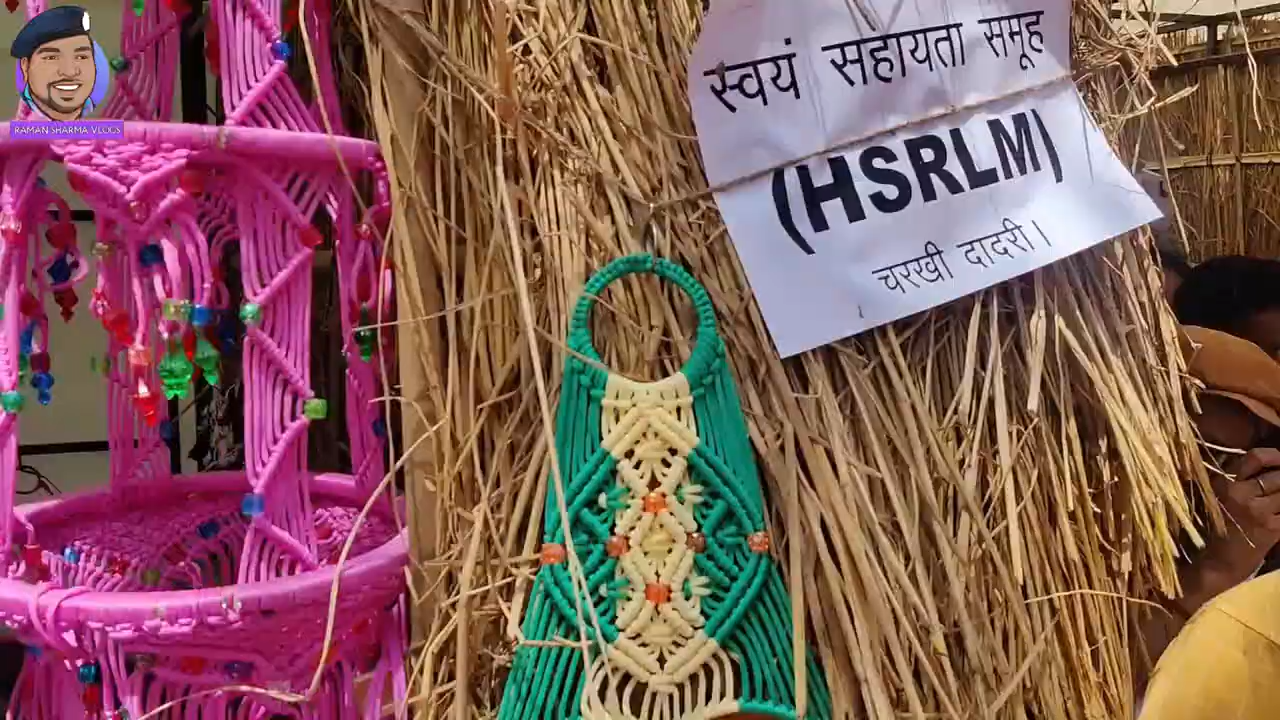 RAMAN SHARMA VLOGS
स्वयं सहायता समूह
(HSRLM)
चरखी दादरी।